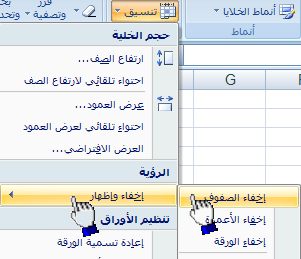 أنماط الخلايا
تنسيق
فرز
وتصفية
أنماط
حجم الخلية
ارتفاع الصف...
احتواء تلقائي لارتفاع الصف
عرض العمود...
احتواء تلقائي لعرض العمود
العرض الافتراضي...
الرؤية
إخفاء وإظهار
تنظيم الأوراق
إعادة تسمية الورقة
G
F
إخفاء الصفوف
إخفاء الأعمدة
إخفاء الورقة